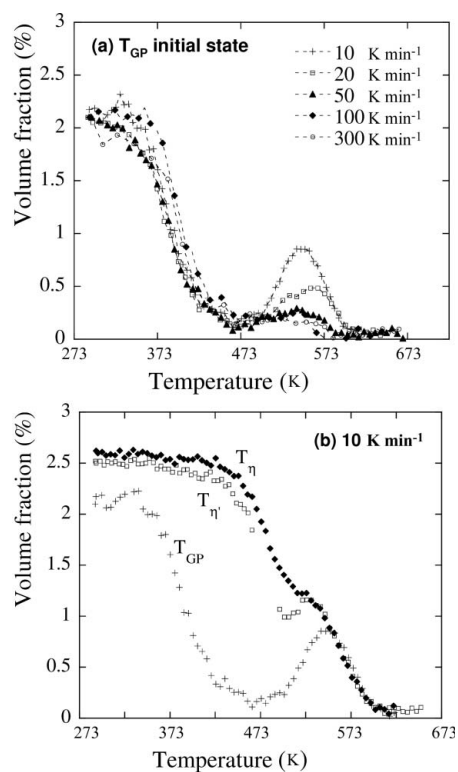 (a) T_GP initial state
10 K min⁻¹
20 K min⁻¹
50 K min⁻¹
100 K min⁻¹
300 K min⁻¹
Volume fraction (%)
3
2.5
2
1.5
1
0.5
0
273 373 473 573 673
Temperature (K)
(b) 10 K min⁻¹
T_η
T_η'
T_GP
Volume fraction (%)
3
2.5
2
1.5
1
0.5
0
273 373 473 573 673
Temperature (K)